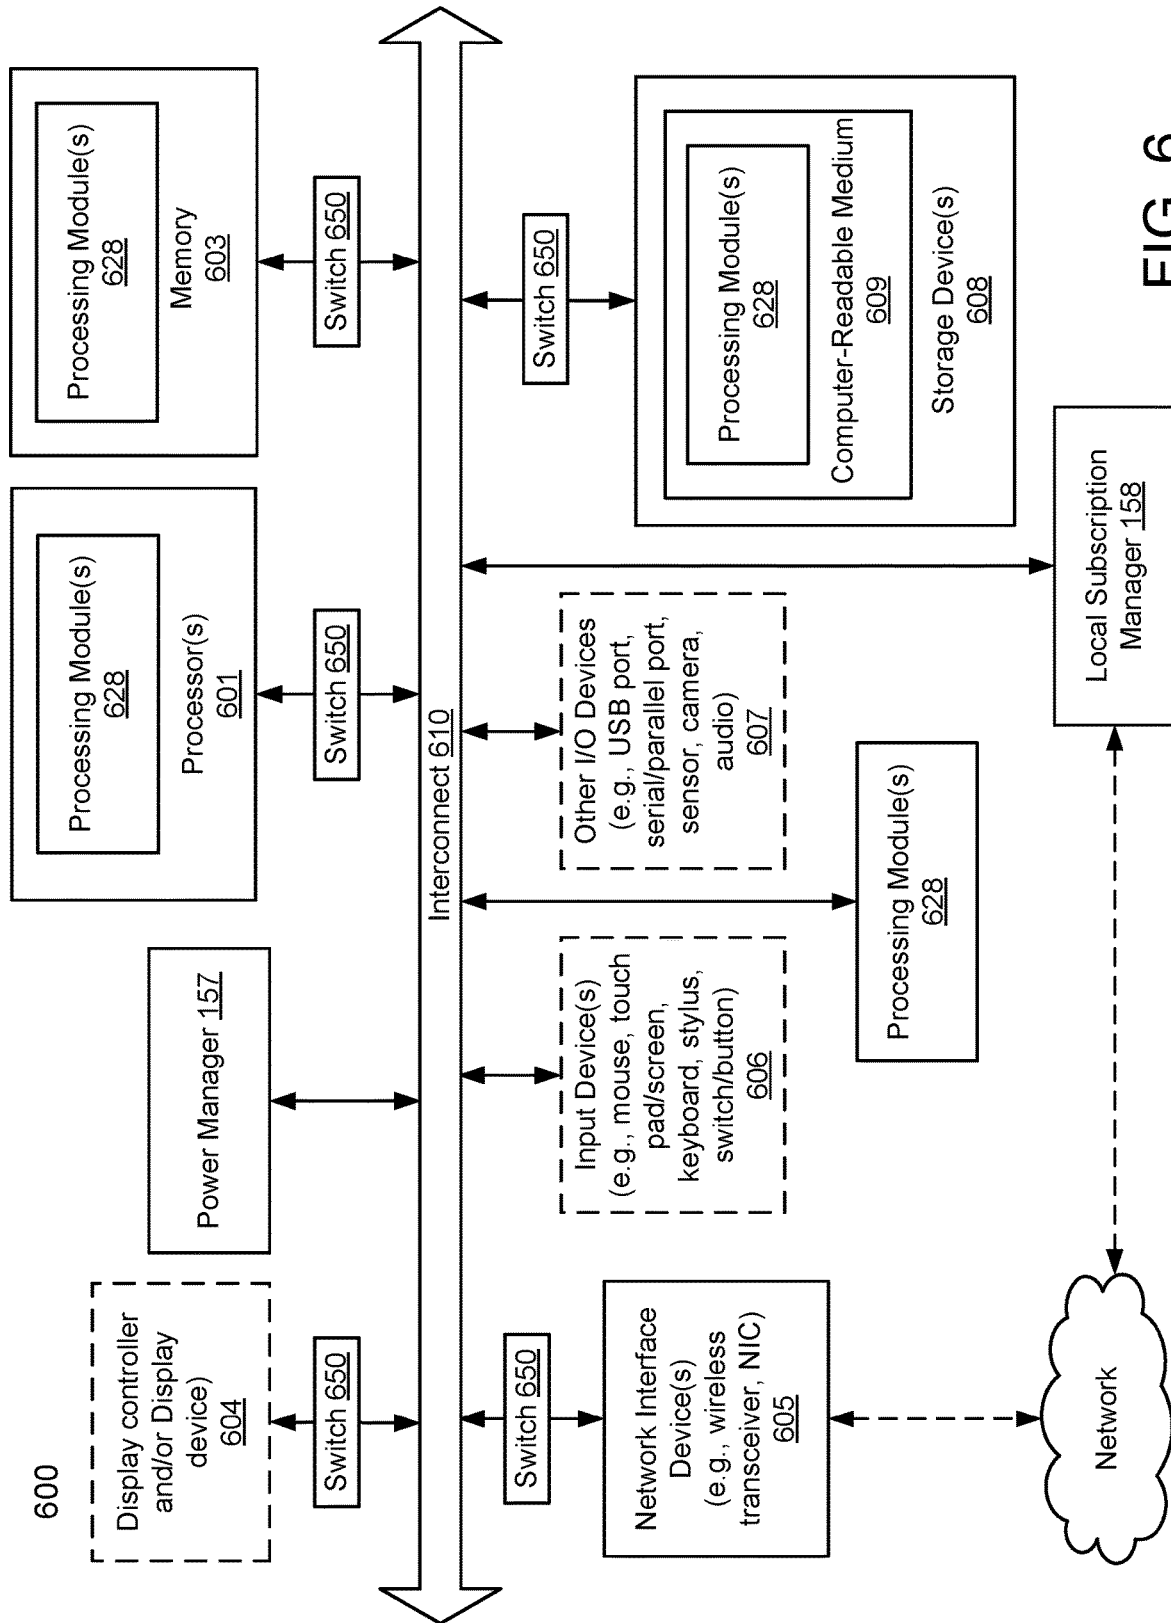 600
Display controller
and/or Display
device)
604
Power Manager 157
Processing Module(s)
628
Processor(s)
601
Processing Module(s)
628
Memory
603
Switch 650
Switch 650
Switch 650
Interconnect 610
Switch 650
Switch 650
Network Interface
Device(s)
(e.g., wireless
transceiver, NIC)
605
Input Device(s)
(e.g., mouse, touch
pad/screen,
keyboard, stylus,
switch/button)
606
Other I/O Devices
(e.g., USB port,
serial/parallel port,
sensor, camera,
audio)
607
Processing Module(s)
628
Computer-Readable Medium
609
Storage Device(s)
608
Processing Module(s)
628
Network
Local Subscription
Manager 158
FIG. 6